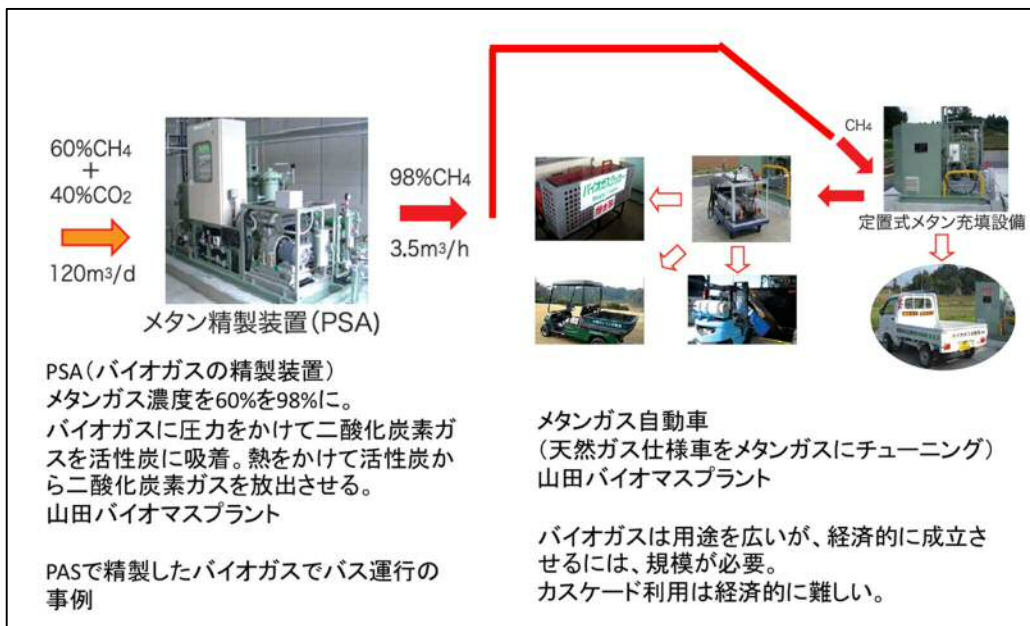 60%CH4
+
40%CO2
120m³/d
98%CH4
3.5m³/h
メタン精製装置(PSA)
CH4
定置式メタン充填設備
PSA(バイオガスの精製装置)
メタンガス濃度を60%を98%に。
バイオガスに圧力をかけて二酸化炭素ガ
スを活性炭に吸着。熱をかけて活性炭か
ら二酸化炭素ガスを放出させる。
山田バイオマスプラント
PASで精製したバイオガスでバス運行の
事例
メタンガス自動車
(天然ガス仕様車をメタンガスにチューニング)
山田バイオマスプラント
バイオガスは用途を広いが、経済的に成立さ
せるには、規模が必要。
カスケード利用は経済的に難しい。